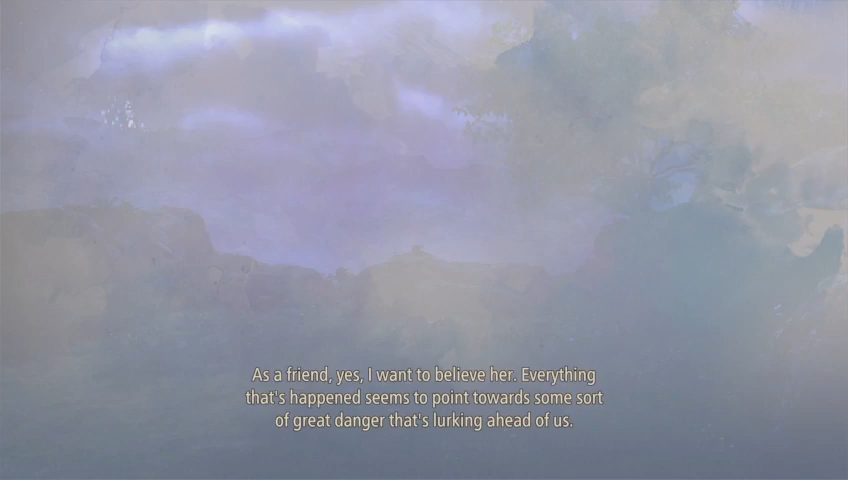 As a friend, yes, I want to believe her. Everything
that's happened seems to point towards some sort
of great danger that's lurking ahead of us.